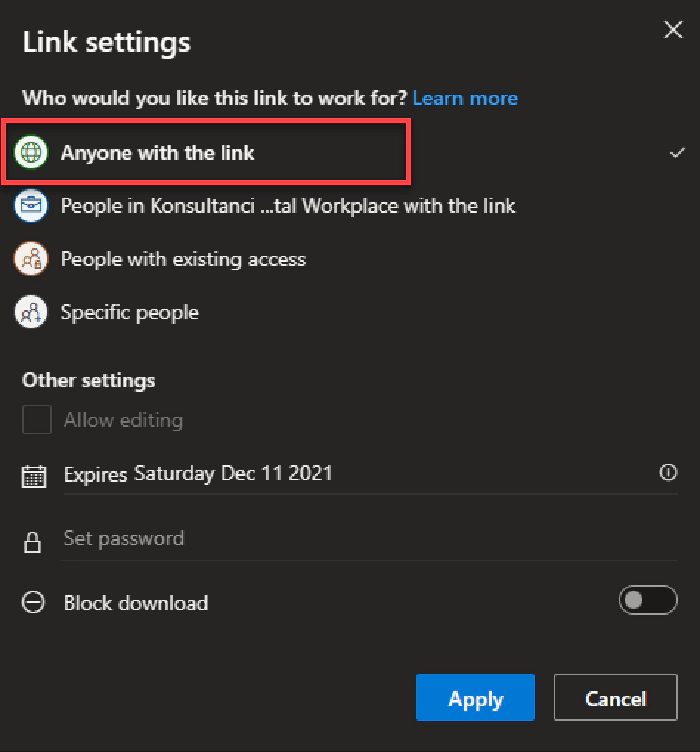 Link settings
Who would you like this link to work for? Learn more
Anyone with the link
People in Konsultanci ...tal Workplace with the link
People with existing access
Specific people
Other settings
Allow editing
Expires Saturday Dec 11 2021
Set password
Block download
Apply Cancel